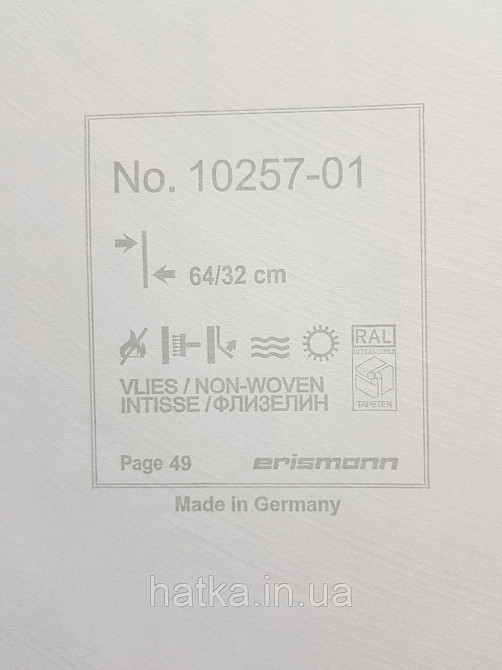 No. 10257-01
64/32 cm
RAL
GÜTEZEICHEN
TAPETEN
VLIES / NON-WOVEN
INTISSE /ФЛИЗЕЛИН
Page 49 erismann
Made in Germany
hatka.in.ua